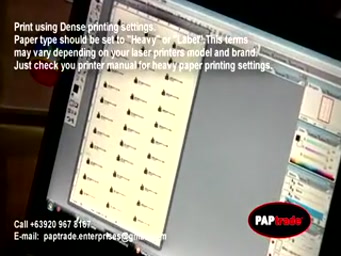 Print using Dense printing settings.
Paper type should be set to "Heavy" or "Label".This terms
may vary depending on your laser printers model and brand.
Just check you printer manual for heavy paper printing settings.
PAPtrade
Call +63920 967 8167
E-mail: paptrade.enterprises@gmail.com